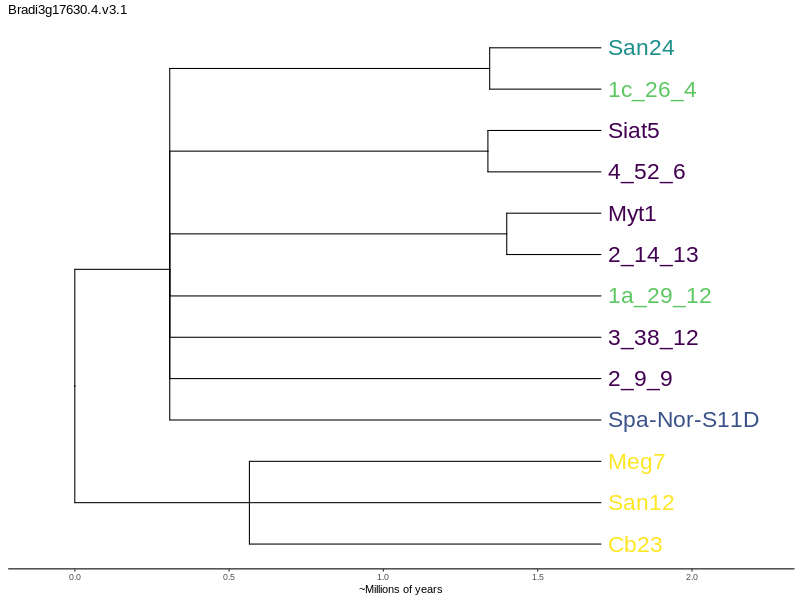 Bradi3g17630.4.v3.1
San24
1c_26_4
Siat5
4_52_6
Myt1
2_14_13
1a_29_12
3_38_12
2_9_9
Spa-Nor-S11D
Meg7
San12
Cb23
0.0 0.5 1.0 1.5 2.0
~Millions of years